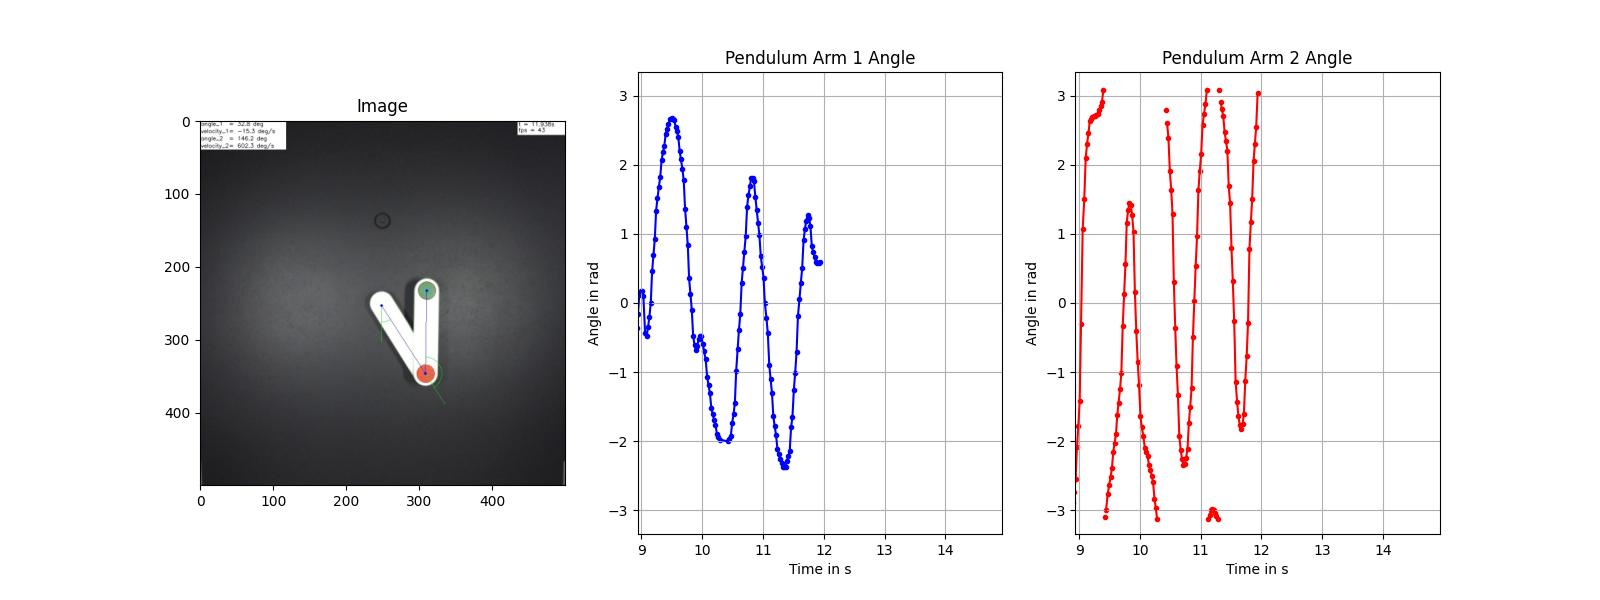 Image
angle_1 = 32.8 deg
velocity_1= -15.3 deg/s
angle_2 = 146.2 deg
velocity_2= 602.3 deg/s
t = 11.938s
fps = 43
0
100
200
300
400
0 100 200 300 400
Pendulum Arm 1 Angle
Angle in rad
3
2
1
0
−1
−2
−3
9 10 11 12 13 14
Time in s
Pendulum Arm 2 Angle
Angle in rad
3
2
1
0
−1
−2
−3
9 10 11 12 13 14
Time in s